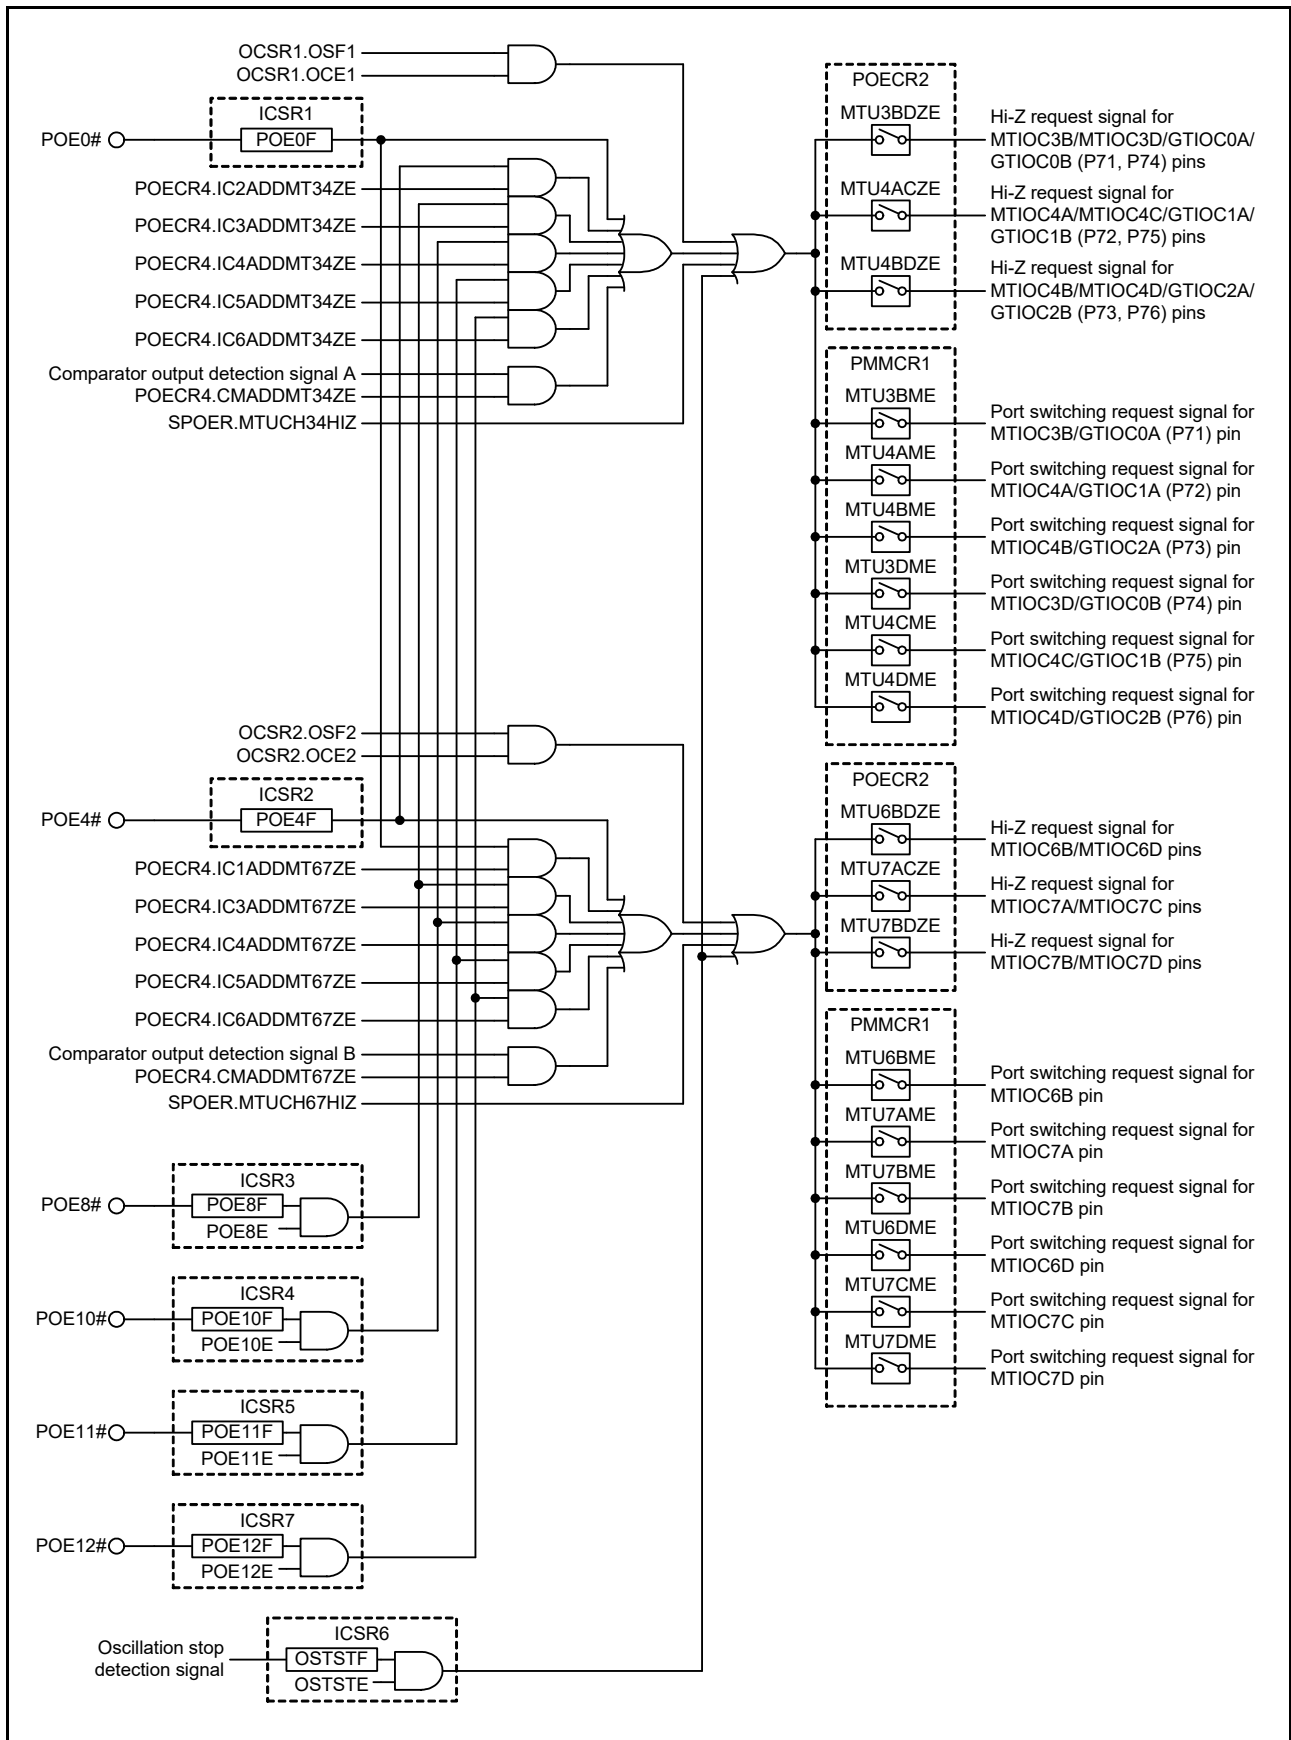 OCSR1.OSF1
OCSR1.OCE1
ICSR1
POE0#
POE0F
POECR4.IC2ADDMT34ZE
POECR4.IC3ADDMT34ZE
POECR4.IC4ADDMT34ZE
POECR4.IC5ADDMT34ZE
POECR4.IC6ADDMT34ZE
Comparator output detection signal A
POECR4.CMADDMT34ZE
SPOER.MTUCH34HIZ
POECR2
MTU3BDZE
Hi-Z request signal for
MTIOC3B/MTIOC3D/GTIOC0A/
GTIOC0B (P71, P74) pins
MTU4ACZE
Hi-Z request signal for
MTIOC4A/MTIOC4C/GTIOC1A/
GTIOC1B (P72, P75) pins
MTU4BDZE
Hi-Z request signal for
MTIOC4B/MTIOC4D/GTIOC2A/
GTIOC2B (P73, P76) pins
PMMCR1
MTU3BME
Port switching request signal for
MTIOC3B/GTIOC0A (P71) pin
MTU4AME
Port switching request signal for
MTIOC4A/GTIOC1A (P72) pin
MTU4BME
Port switching request signal for
MTIOC4B/GTIOC2A (P73) pin
MTU3DME
Port switching request signal for
MTIOC3D/GTIOC0B (P74) pin
MTU4CME
Port switching request signal for
MTIOC4C/GTIOC1B (P75) pin
MTU4DME
Port switching request signal for
MTIOC4D/GTIOC2B (P76) pin
OCSR2.OSF2
OCSR2.OCE2
ICSR2
POE4#
POE4F
POECR4.IC1ADDMT67ZE
POECR4.IC3ADDMT67ZE
POECR4.IC4ADDMT67ZE
POECR4.IC5ADDMT67ZE
POECR4.IC6ADDMT67ZE
Comparator output detection signal B
POECR4.CMADDMT67ZE
SPOER.MTUCH67HIZ
POECR2
MTU6BDZE
Hi-Z request signal for
MTIOC6B/MTIOC6D pins
MTU7ACZE
Hi-Z request signal for
MTIOC7A/MTIOC7C pins
MTU7BDZE
Hi-Z request signal for
MTIOC7B/MTIOC7D pins
PMMCR1
MTU6BME
Port switching request signal for
MTIOC6B pin
MTU7AME
Port switching request signal for
MTIOC7A pin
MTU7BME
Port switching request signal for
MTIOC7B pin
MTU6DME
Port switching request signal for
MTIOC6D pin
MTU7CME
Port switching request signal for
MTIOC7C pin
MTU7DME
Port switching request signal for
MTIOC7D pin
ICSR3
POE8#
POE8F
POE8E
ICSR4
POE10#
POE10F
POE10E
ICSR5
POE11#
POE11F
POE11E
ICSR7
POE12#
POE12F
POE12E
ICSR6
Oscillation stop
detection signal
OSTSTF
OSTSTE